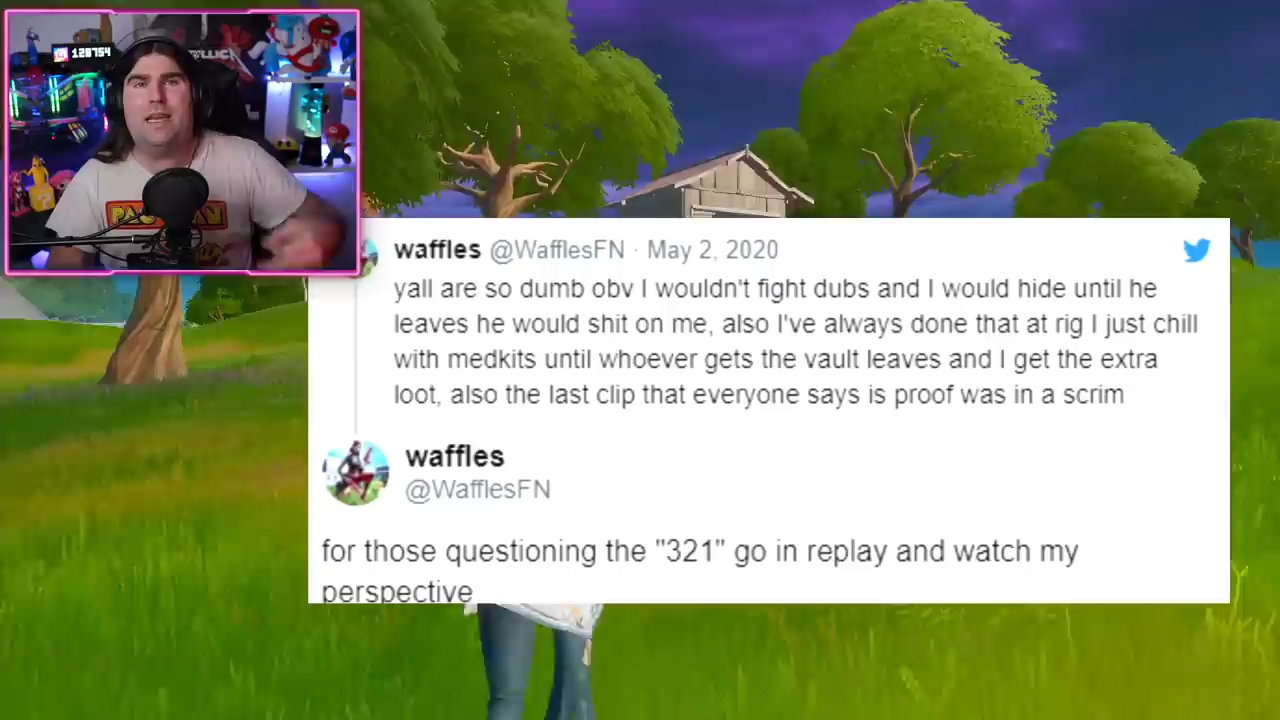 128754
waffles @WafflesFN · May 2, 2020
yall are so dumb obv I wouldn't fight dubs and I would hide until he
leaves he would shit on me, also I've always done that at rig I just chill
with medkits until whoever gets the vault leaves and I get the extra
loot, also the last clip that everyone says is proof was in a scrim
waffles
@WafflesFN
for those questioning the "321" go in replay and watch my
perspective